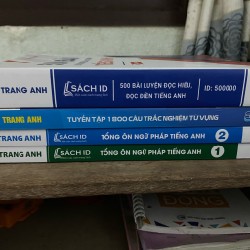 TRANG ANH
SÁCH ID
500 BÀI LUYỆN ĐỌC HIỂU,
ĐỌC ĐIỀN TIẾNG ANH
ID: 500000
TRANG ANH
TUYỂN TẬP 1800 CÂU TRẮC NGHIỆM TỪ VỰNG
TRANG ANH
SÁCH ID
TỔNG ÔN NGỮ PHÁP TIẾNG ANH
2
TRANG ANH
SÁCH ID
TỔNG ÔN NGỮ PHÁP TIẾNG ANH
1